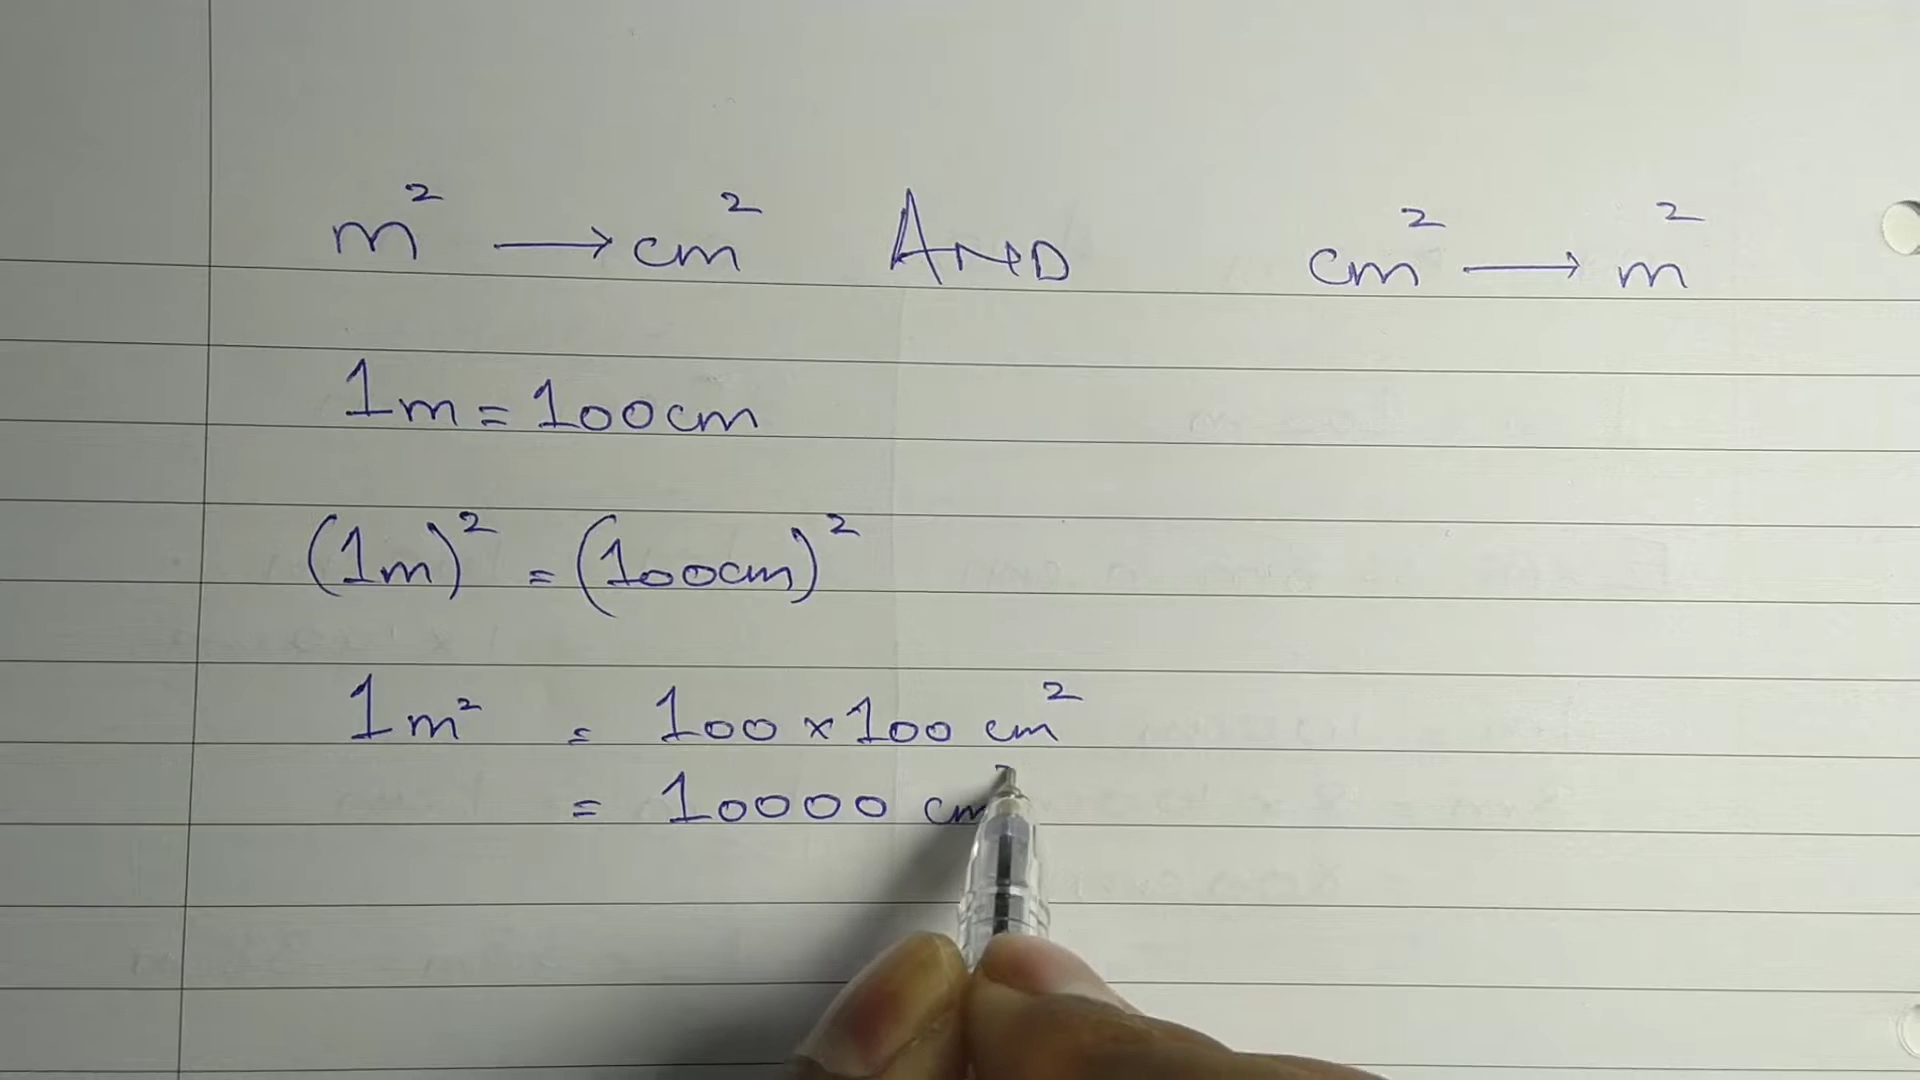 m² → cm² AND cm² → m²
1m = 100cm
(1m)² = (100cm)²
1m² = 100 × 100 cm²
= 10000 cm